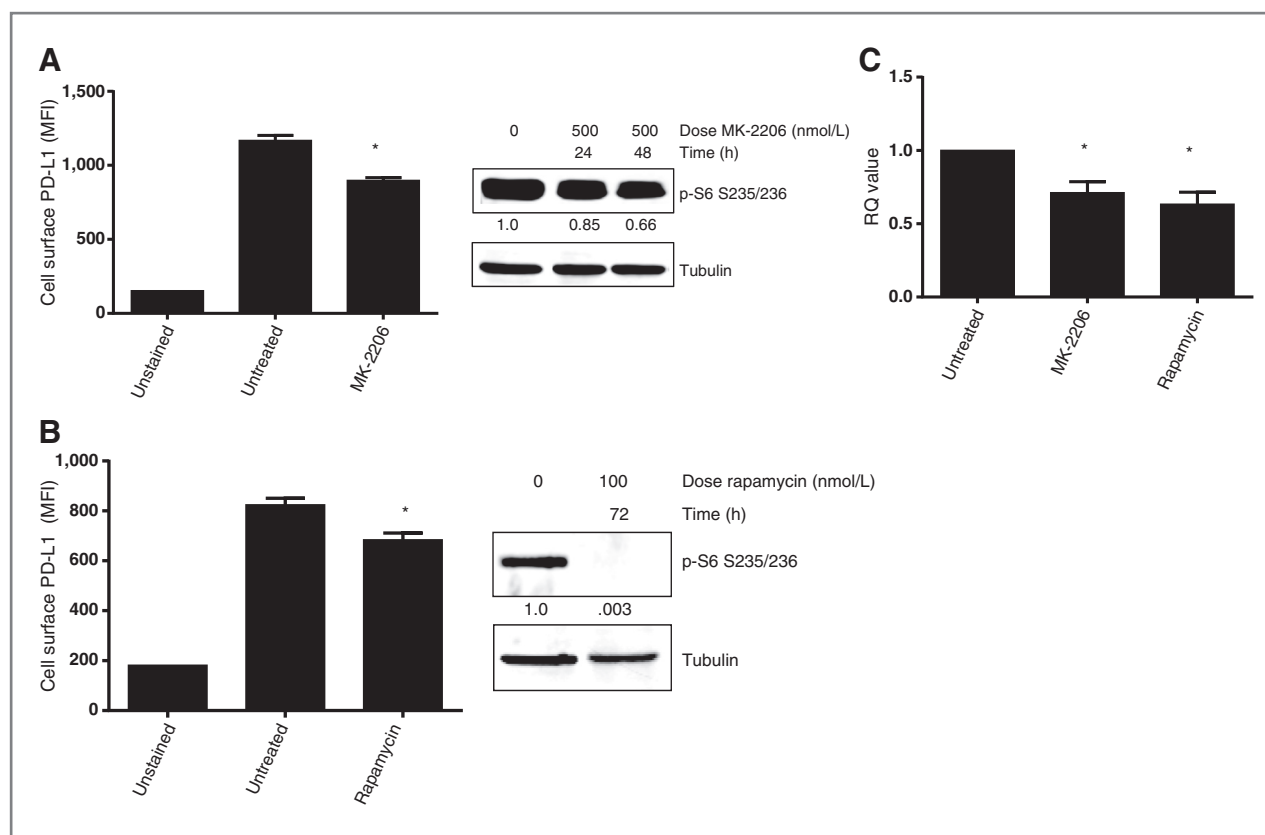 A
Cell surface PD-L1 (MFI)
1,500
1,000
500
0
*
Unstained
Untreated
MK-2206
0 500 500 Dose MK-2206 (nmol/L)
24 48 Time (h)
p-S6 S235/236
1.0 0.85 0.66
Tubulin
C
RQ value
1.5
1.0
0.5
0.0
* *
Untreated
MK-2206
Rapamycin
B
Cell surface PD-L1 (MFI)
1,000
800
600
400
200
0
*
Unstained
Untreated
Rapamycin
0 100 Dose rapamycin (nmol/L)
72 Time (h)
p-S6 S235/236
1.0 .003
Tubulin